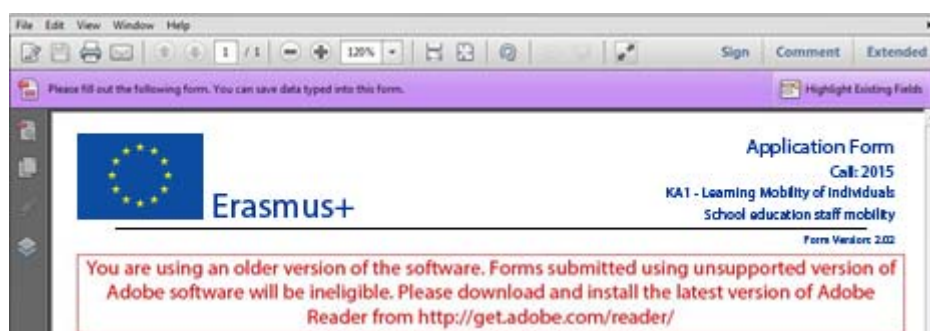 File Edit View Window Help
1 / 1 120% Sign Comment Extended
Please fill out the following form. You can save data typed into this form. Highlight Existing Fields
Application Form
Call: 2015
KA1 - Learning Mobility of Individuals
Erasmus+
School education staff mobility
Form Version: 2.02
You are using an older version of the software. Forms submitted using unsupported version of
Adobe software will be ineligible. Please download and install the latest version of Adobe
Reader from http://get.adobe.com/reader/